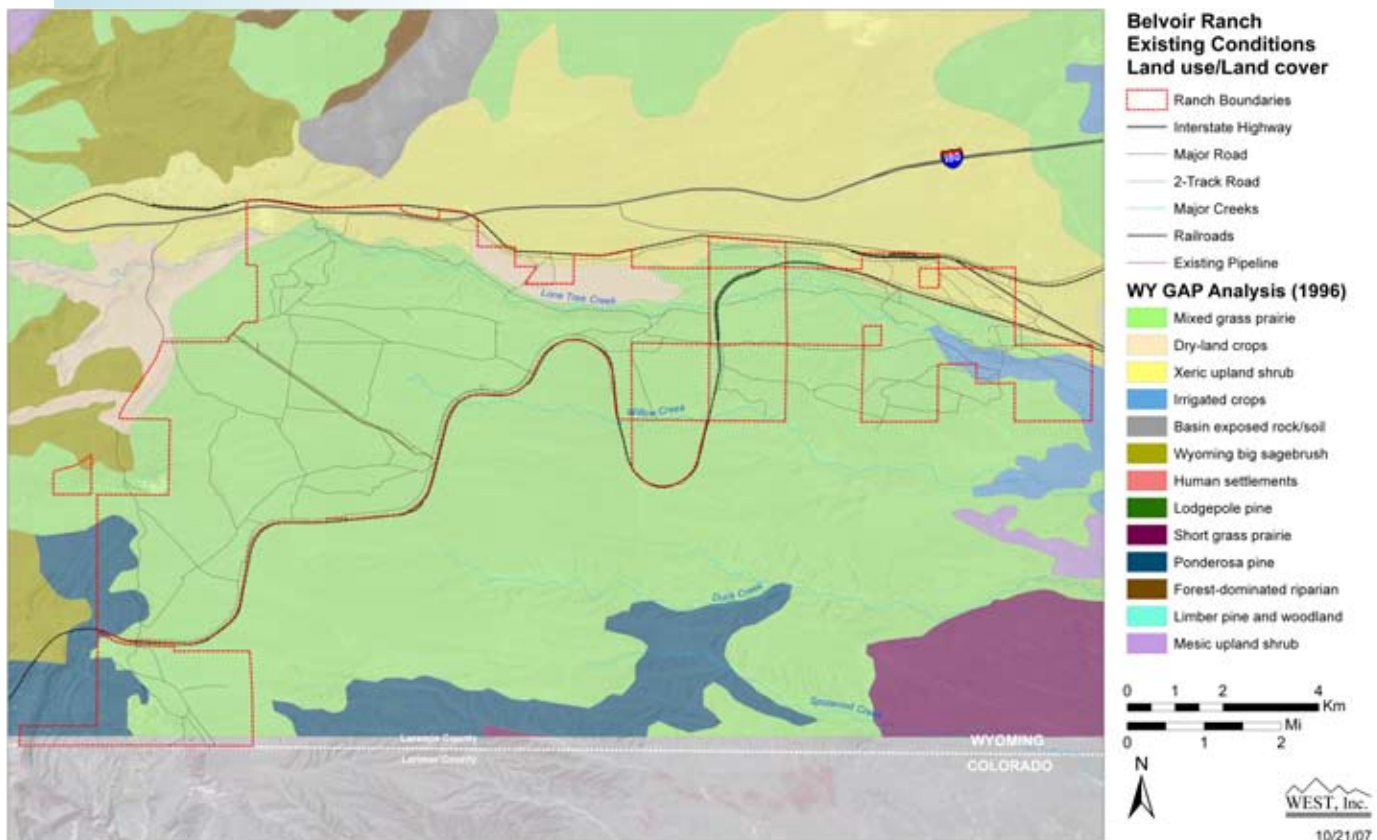 Belvoir Ranch
Existing Conditions
Land use/Land cover
Ranch Boundaries
Interstate Highway
Major Road
2-Track Road
Major Creeks
Railroads
Existing Pipeline
WY GAP Analysis (1996)
Mixed grass prairie
Dry-land crops
Xeric upland shrub
Irrigated crops
Basin exposed rock/soil
Wyoming big sagebrush
Human settlements
Lodgepole pine
Short grass prairie
Ponderosa pine
Forest-dominated riparian
Limber pine and woodland
Mesic upland shrub
0 1 2 4
Km
Mi
0 1 2
N
WEST, Inc.
10/21/07
Lone Tree Creek
Willow Creek
Duck Creek
Spotwood Creek
Laramie County
WYOMING
Larimer County
COLORADO